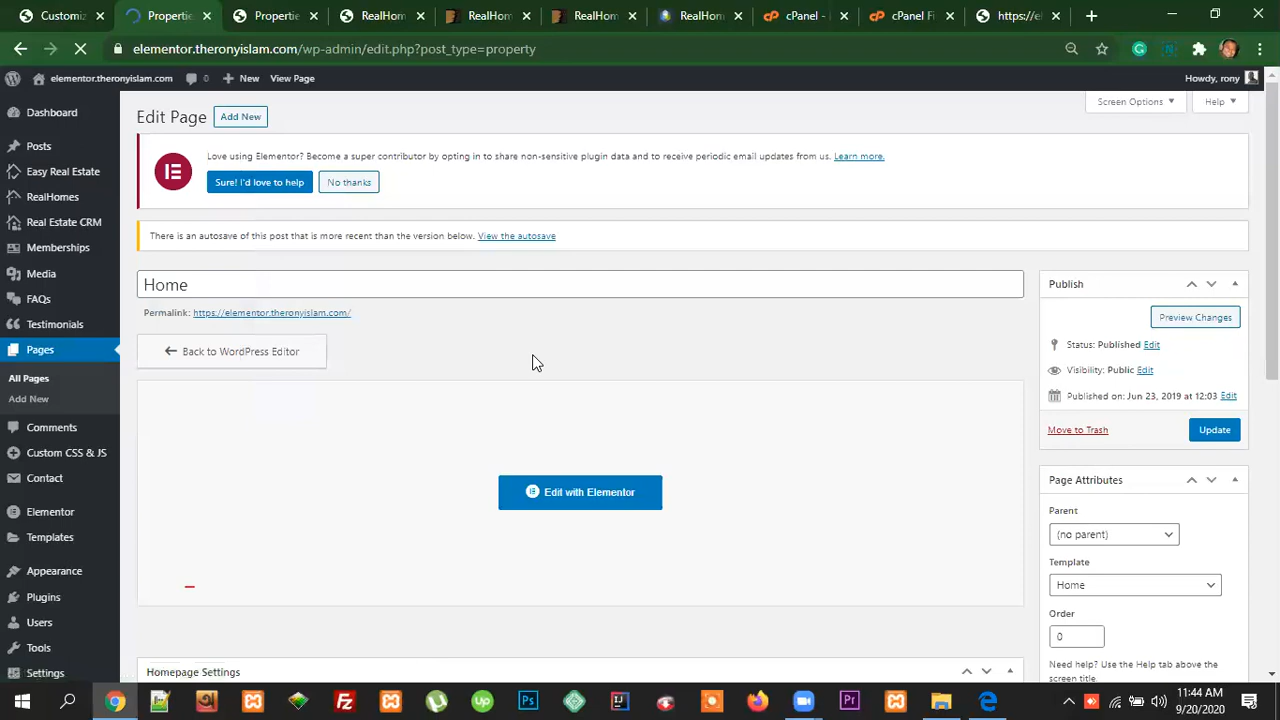 Customiz
Propertie
Propertie
RealHom
RealHom
RealHom
RealHom
cPanel -
cPanel F
https://el
elementor.theronyislam.com/wp-admin/edit.php?post_type=property
elementor.theronyislam.com
0
New
View Page
Howdy, rony
Dashboard
Posts
Easy Real Estate
RealHomes
Real Estate CRM
Memberships
Media
FAQs
Testimonials
Pages
All Pages
Add New
Comments
Custom CSS & JS
Contact
Elementor
Templates
Appearance
Plugins
Users
Tools
Settings
Edit Page
Add New
Screen Options
Help
Love using Elementor? Become a super contributor by opting in to share non-sensitive plugin data and to receive periodic email updates from us. Learn more.
Sure! I'd love to help
No thanks
There is an autosave of this post that is more recent than the version below. View the autosave
Home
Permalink: https://elementor.theronyislam.com/
Back to WordPress Editor
Edit with Elementor
Homepage Settings
Publish
Preview Changes
Status: Published Edit
Visibility: Public Edit
Published on: Jun 23, 2019 at 12:03 Edit
Move to Trash
Update
Page Attributes
Parent
(no parent)
Template
Home
Order
0
Need help? Use the Help tab above the
screen title.
11:44 AM
9/20/2020